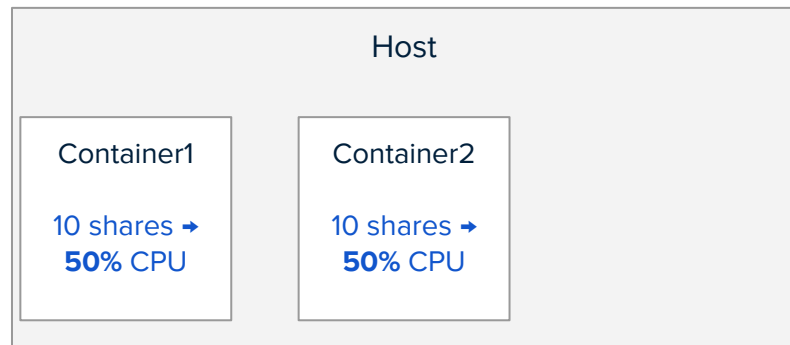 Host
Container1
10 shares →
50% CPU
Container2
10 shares →
50% CPU